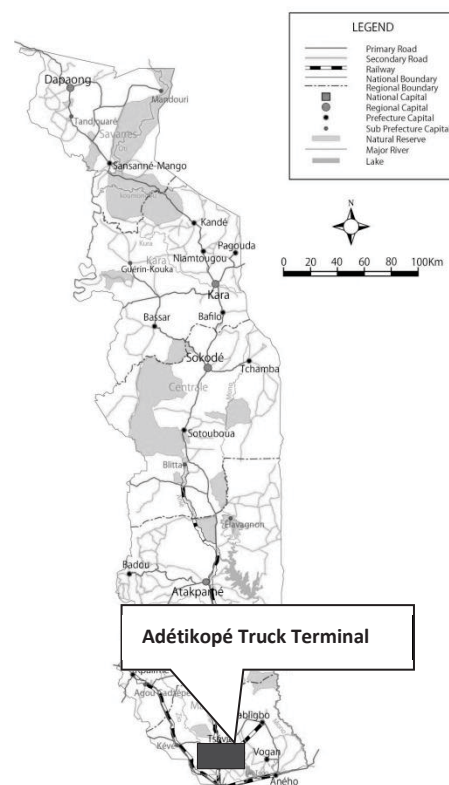 LEGEND
Primary Road
Secondary Road
Railway
National Boundary
Regional Boundary
National Capital
Regional Capital
Prefecture Capital
Sub Prefecture Capital
Natural Reserve
Major River
Lake
N
0 20 40 60 80 100Km
Dapaong
Mandouri
Tandjouaré
Savanes
Sansanné-Mango
Kandé
Pagouda
Niamtougou
Kara
Guérin-Kouka
Kara
Bassar
Bafilo
Sokodé
Tchamba
Centrale
Sotouboua
Blitta
Elavagnon
Badou
Atakpamé
Adétikopé Truck Terminal
Kévé
Vogan
Aného